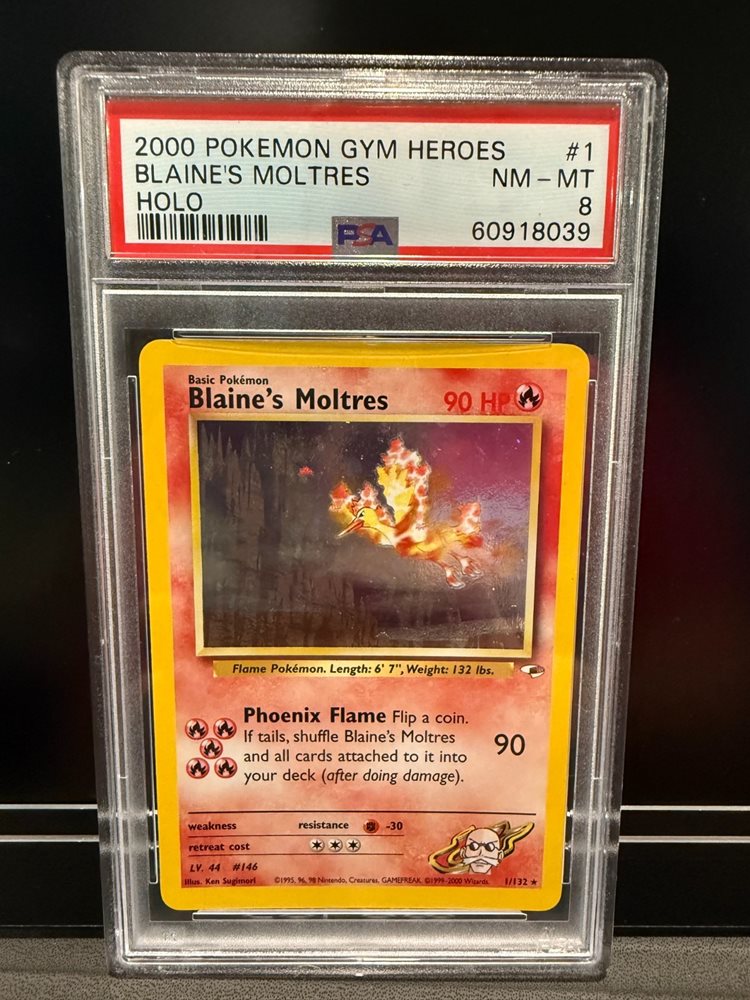 2000 POKEMON GYM HEROES #1
BLAINE'S MOLTRES NM - MT
HOLO 8
PSA 60918039
Basic Pokémon
Blaine's Moltres 90 HP
Flame Pokémon. Length: 6' 7", Weight: 132 lbs.
Phoenix Flame Flip a coin.
If tails, shuffle Blaine's Moltres
and all cards attached to it into
your deck (after doing damage).
90
weakness resistance -30
retreat cost
LV. 44 #146
Illus. Ken Sugimori ©1995, 96, 98 Nintendo, Creatures, GAMEFREAK. ©1999-2000 Wizards. 1/132 ★